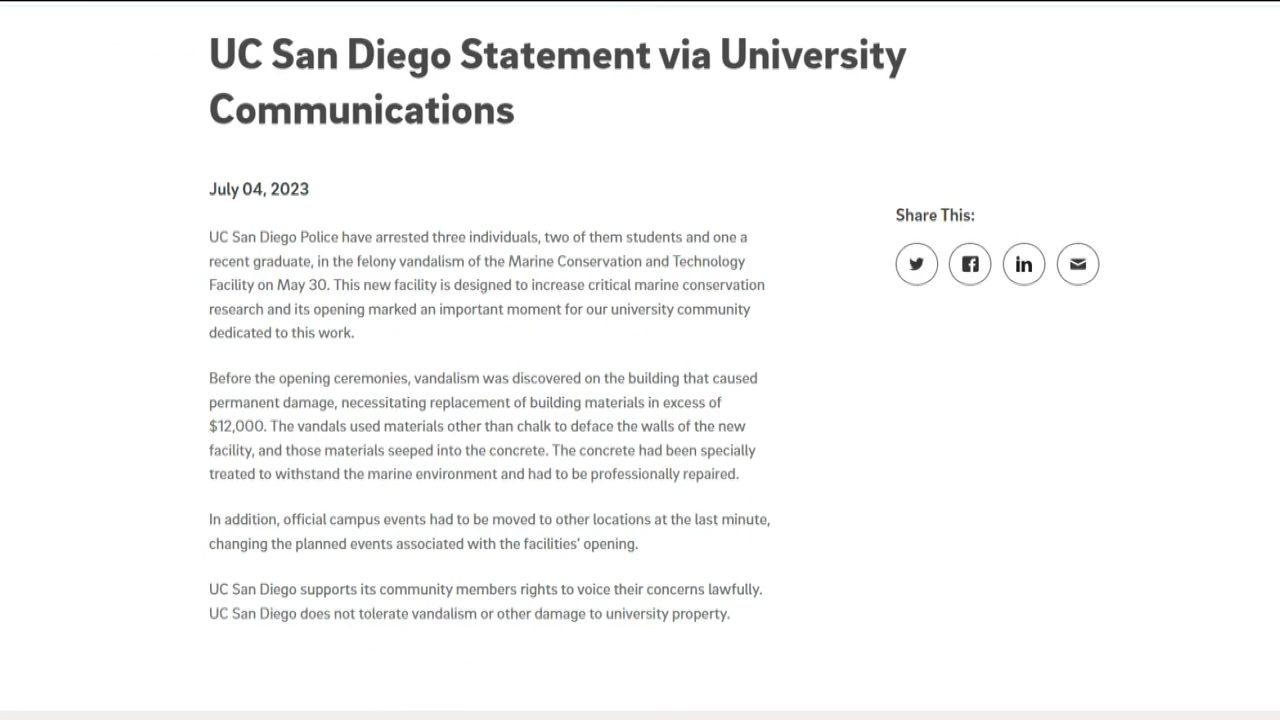 UC San Diego Statement via University
Communications
July 04, 2023
Share This:
UC San Diego Police have arrested three individuals, two of them students and one a
recent graduate, in the felony vandalism of the Marine Conservation and Technology
Facility on May 30. This new facility is designed to increase critical marine conservation
research and its opening marked an important moment for our university community
dedicated to this work.
Before the opening ceremonies, vandalism was discovered on the building that caused
permanent damage, necessitating replacement of building materials in excess of
$12,000. The vandals used materials other than chalk to deface the walls of the new
facility, and those materials seeped into the concrete. The concrete had been specially
treated to withstand the marine environment and had to be professionally repaired.
In addition, official campus events had to be moved to other locations at the last minute,
changing the planned events associated with the facilities' opening.
UC San Diego supports its community members rights to voice their concerns lawfully.
UC San Diego does not tolerate vandalism or other damage to university property.